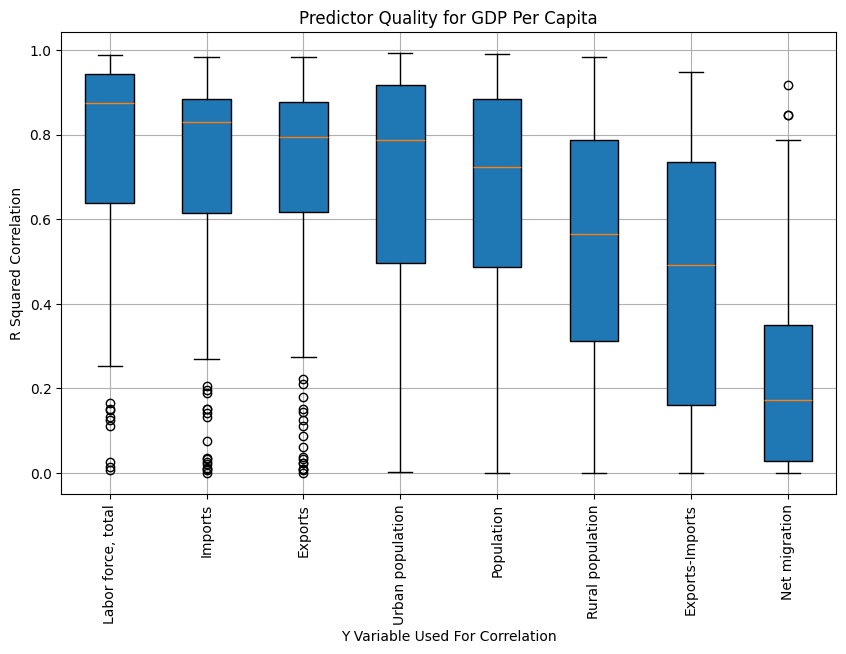 Predictor Quality for GDP Per Capita
R Squared Correlation
1.0
0.8
0.6
0.4
0.2
0.0
Labor force, total
Imports
Exports
Urban population
Population
Rural population
Exports-Imports
Net migration
Y Variable Used For Correlation